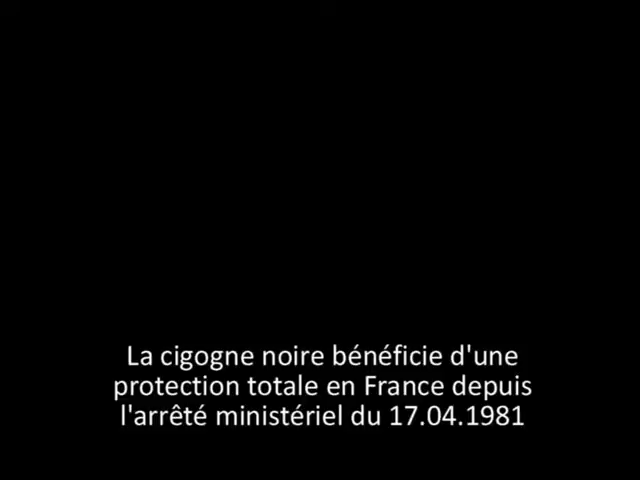 La cigogne noire bénéficie d'une
protection totale en France depuis
l'arrêté ministériel du 17.04.1981